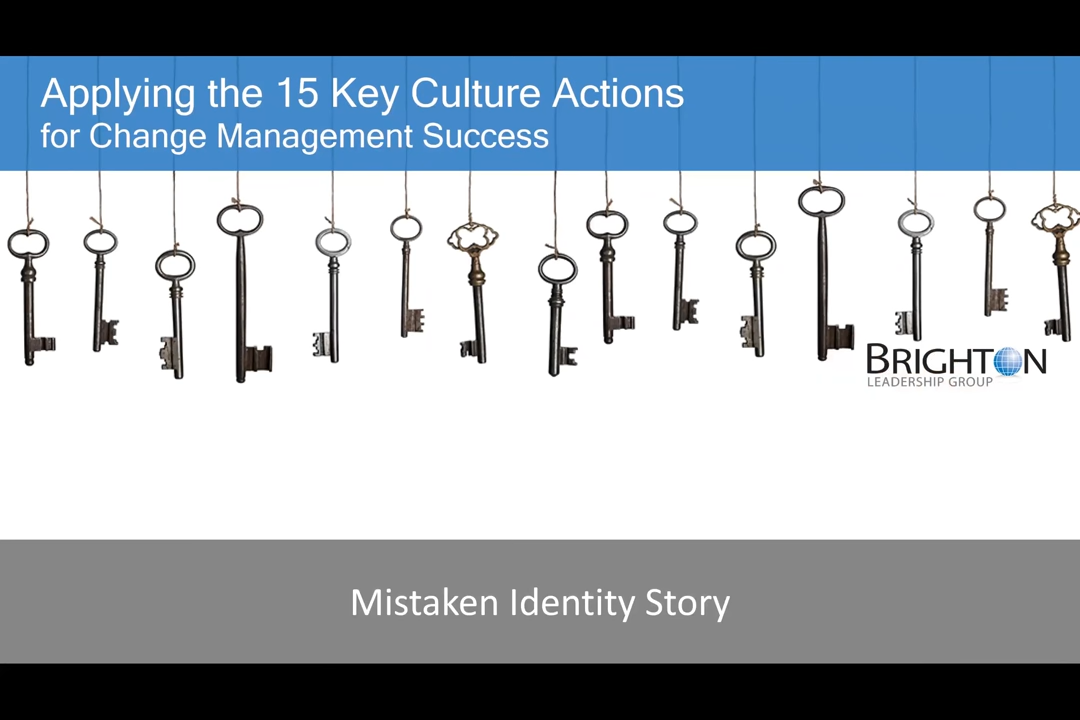 Applying the 15 Key Culture Actions
for Change Management Success
BRIGHTON
LEADERSHIP GROUP
Mistaken Identity Story